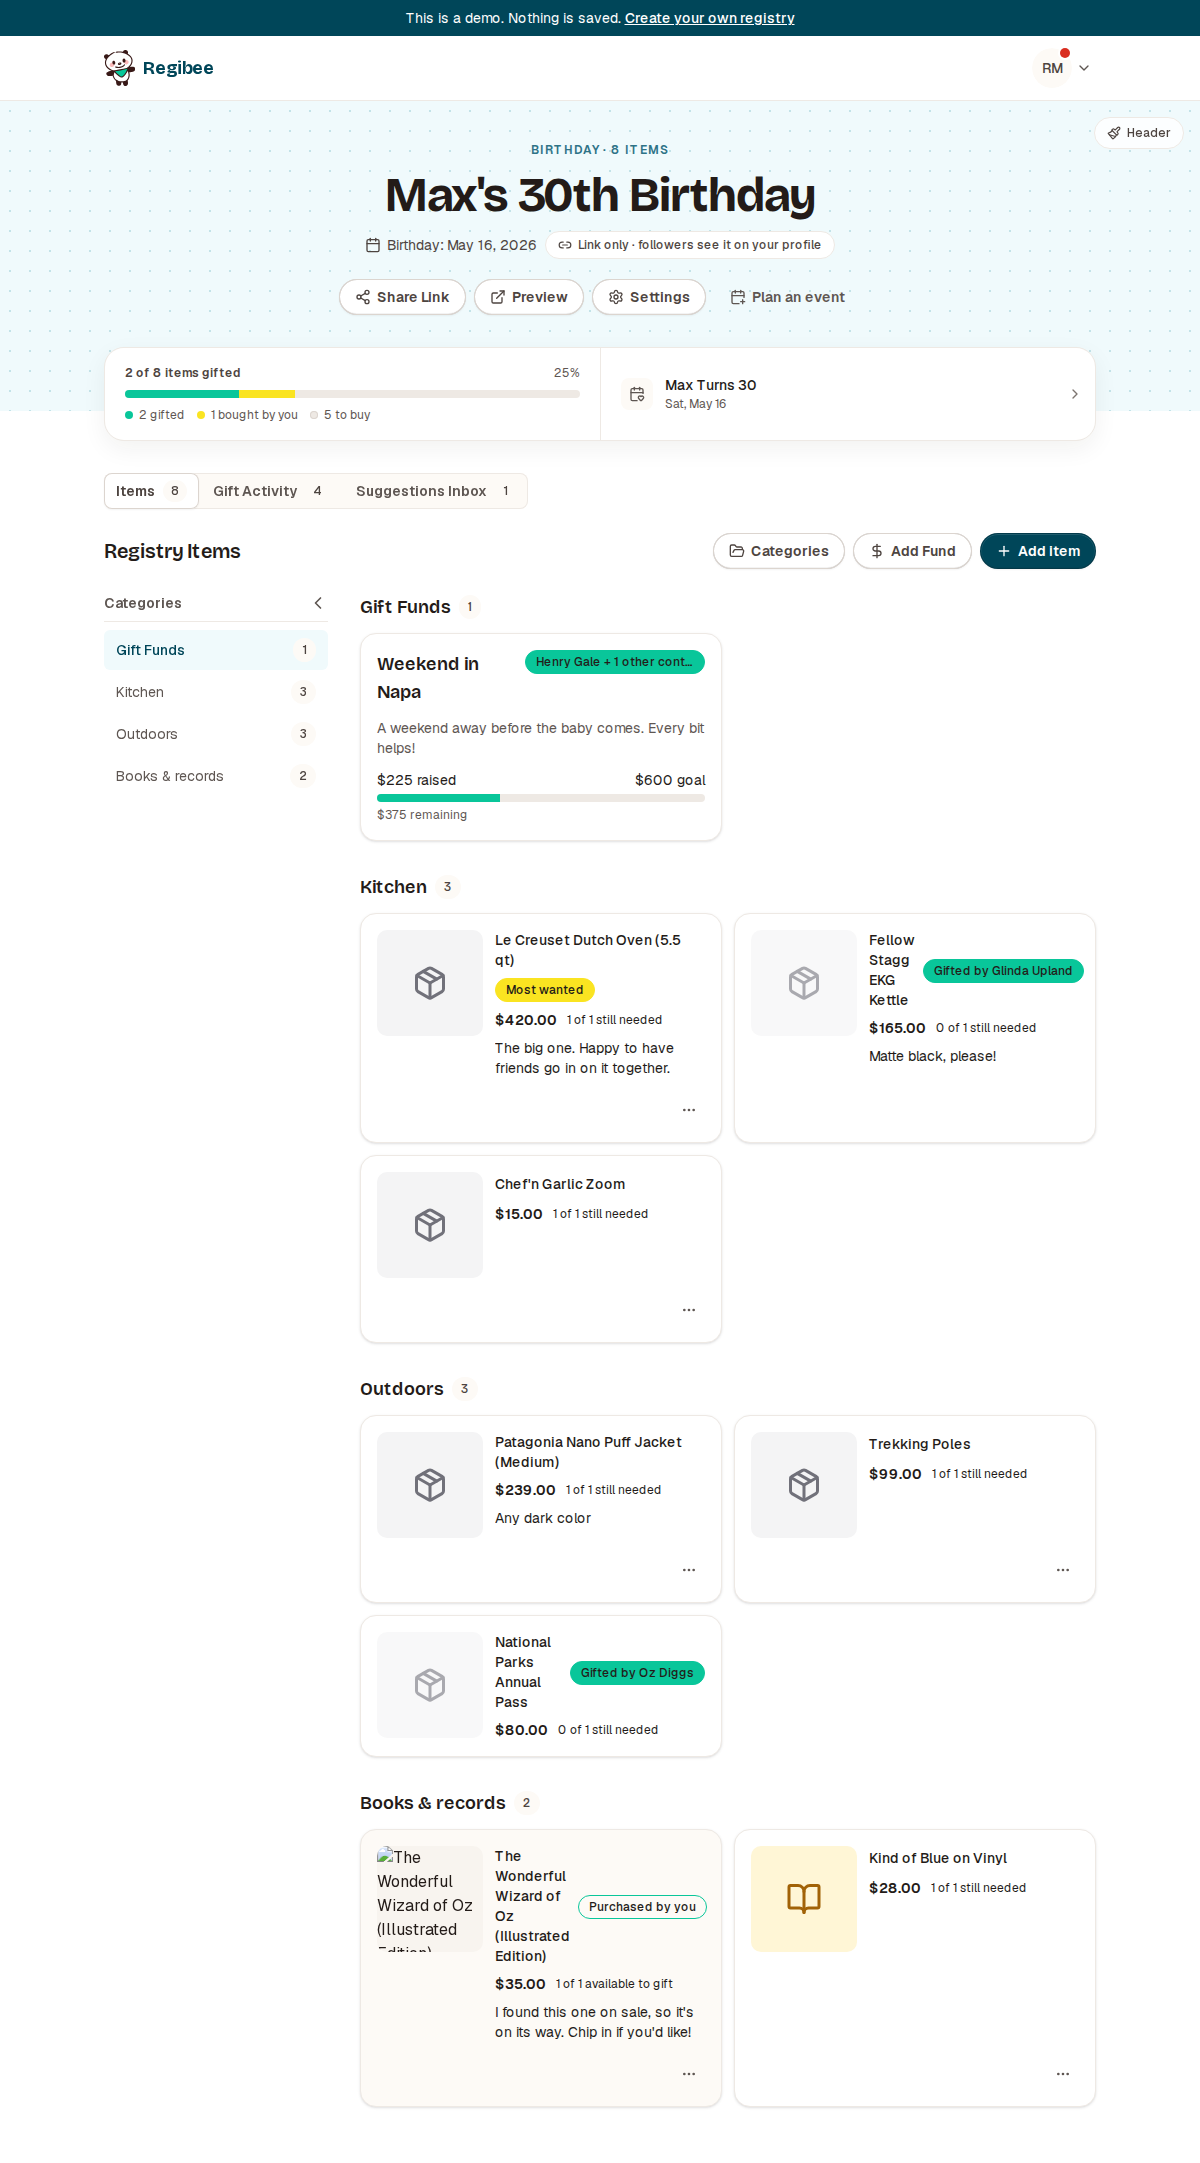 This is a demo. Nothing is saved. Create your own registry
Regibee
RM
Header
BIRTHDAY · 8 ITEMS
Max's 30th Birthday
Birthday: May 16, 2026
Link only · followers see it on your profile
Share Link
Preview
Settings
Plan an event
2 of 8 items gifted
25%
2 gifted
1 bought by you
5 to buy
Max Turns 30
Sat, May 16
Items 8
Gift Activity 4
Suggestions Inbox 1
Registry Items
Categories
Add Fund
Add Item
Categories
Gift Funds 1
Kitchen 3
Outdoors 3
Books & records 2
Gift Funds 1
Weekend in
Napa
Henry Gale + 1 other cont...
A weekend away before the baby comes. Every bit
helps!
$225 raised
$600 goal
$375 remaining
Kitchen 3
Le Creuset Dutch Oven (5.5
qt)
Most wanted
$420.00 1 of 1 still needed
The big one. Happy to have
friends go in on it together.
Fellow
Stagg
EKG
Kettle
Gifted by Glinda Upland
$165.00 0 of 1 still needed
Matte black, please!
Chef'n Garlic Zoom
$15.00 1 of 1 still needed
Outdoors 3
Patagonia Nano Puff Jacket
(Medium)
$239.00 1 of 1 still needed
Any dark color
Trekking Poles
$99.00 1 of 1 still needed
National
Parks
Annual
Pass
Gifted by Oz Diggs
$80.00 0 of 1 still needed
Books & records 2
The
Wonderful
Wizard of Oz
(Illustrated
Edition)
The
Wonderful
Wizard of
Oz
(Illustrated
Edition)
Purchased by you
$35.00 1 of 1 available to gift
I found this one on sale, so it's
on its way. Chip in if you'd like!
Kind of Blue on Vinyl
$28.00 1 of 1 still needed